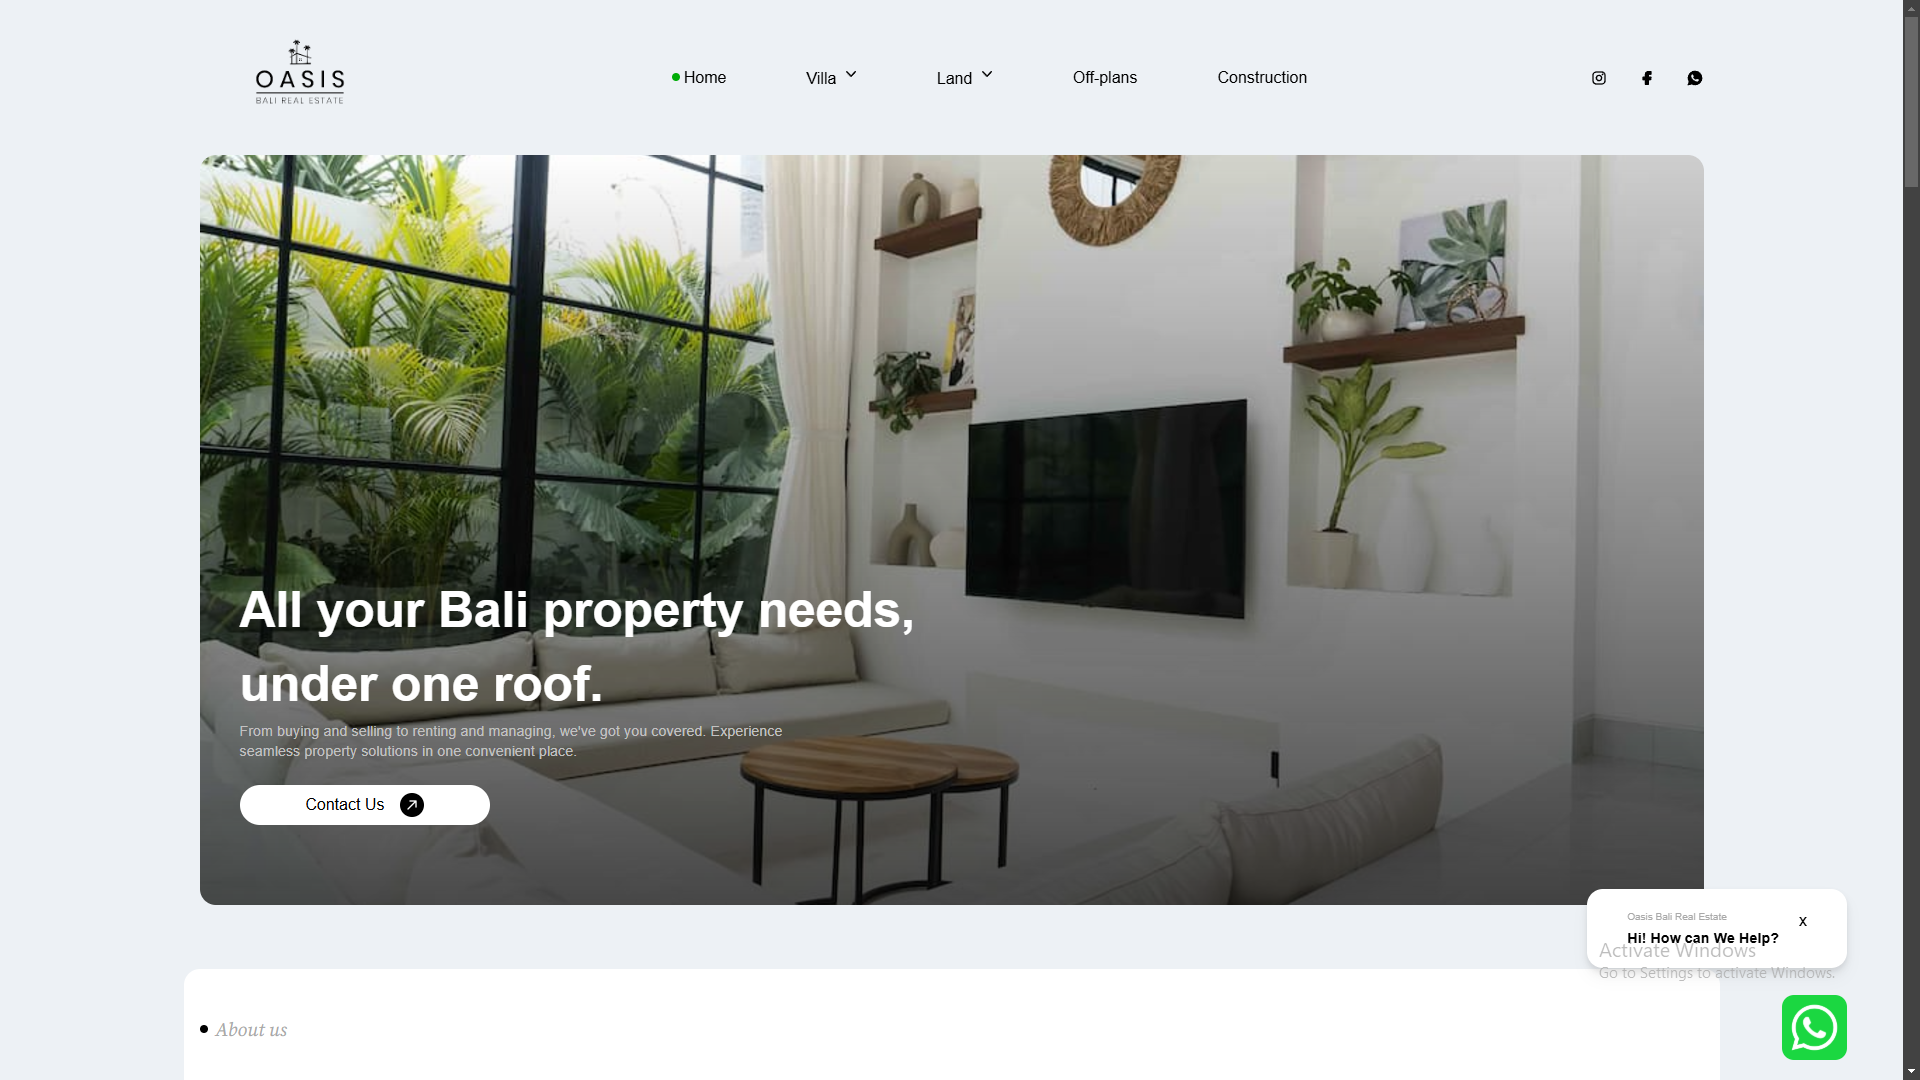 OASIS
BALI REAL ESTATE
Home
Villa
Land
Off-plans
Construction
All your Bali property needs,
under one roof.
From buying and selling to renting and managing, we've got you covered. Experience
seamless property solutions in one convenient place.
Contact Us
Oasis Bali Real Estate
X
Hi! How can We Help?
Activate Windows
Go to Settings to activate Windows.
About us